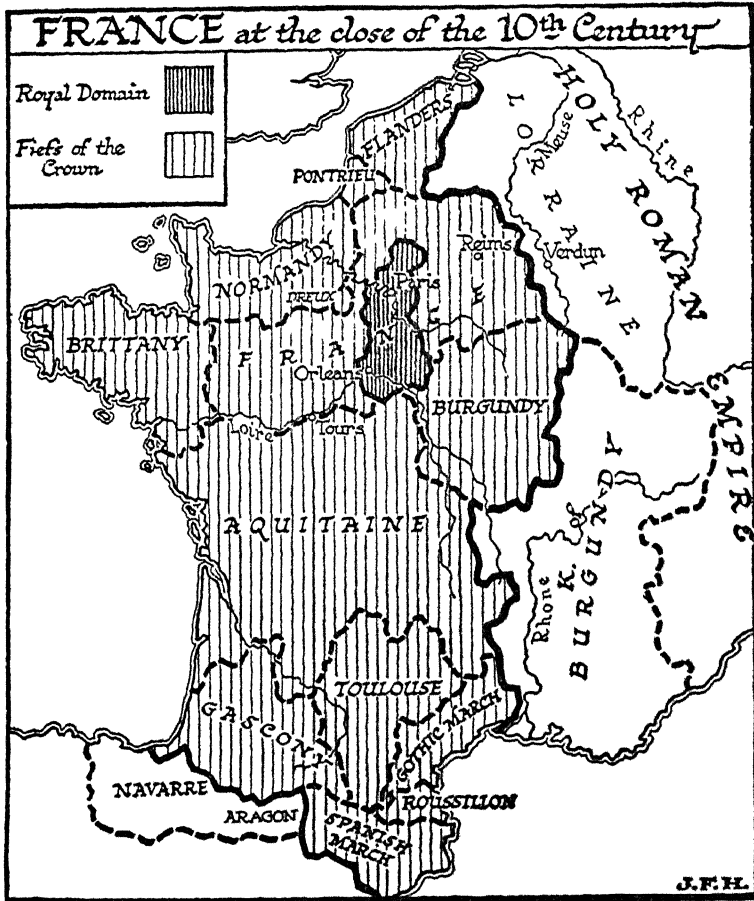 FRANCE at the close of the 10th Century
Royal Domain
Fiefs of the
Crown
FLANDERS
PONTRIEU
LORRAINE
HOLY ROMAN
EMPIRE
Meuse
Rhine
Reims
Verdun
NORMANDY
DREUX
Paris
BRITTANY
FRANCE
Orleans
BURGUNDY
Loire
Tours
AQUITAINE
K. of
BURGUNDY
Rhone
TOULOUSE
GASCONY
GOTHIC MARCH
NAVARRE
ARAGON
ROUSSILLON
SPANISH
MARCH
J.F.H.